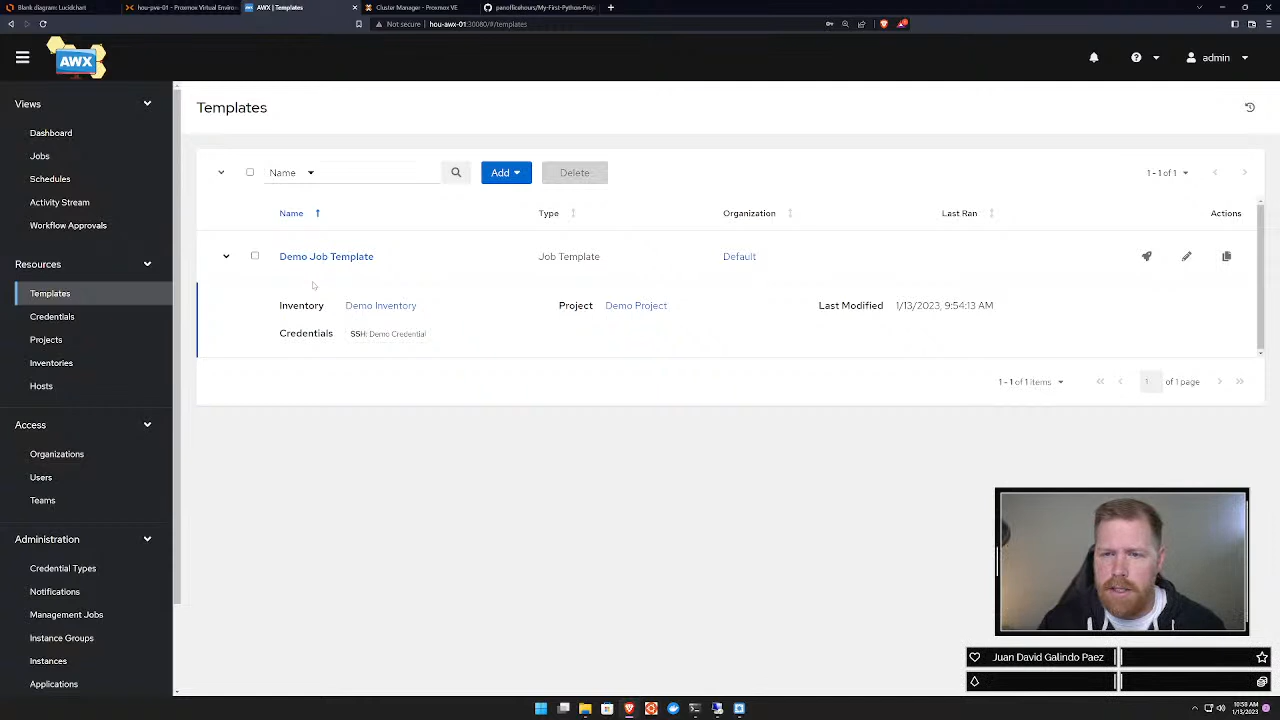 Blank diagram: Lucidchart
hou-pve-01 - Proxmox Virtual Enviro
AWX | Templates
Cluster Manager - Proxmox VE
panofficehours/My-First-Python-Proj
Not secure hou-awx-01:30080/#/templates
AWX
admin
Views
Dashboard
Jobs
Schedules
Activity Stream
Workflow Approvals
Resources
Templates
Credentials
Projects
Inventories
Hosts
Access
Organizations
Users
Teams
Administration
Credential Types
Notifications
Management Jobs
Instance Groups
Instances
Applications
Templates
Name
Add
Delete
1 - 1 of 1
Name
Type
Organization
Last Ran
Actions
Demo Job Template
Job Template
Default
Inventory Demo Inventory
Project Demo Project
Last Modified 1/13/2023, 9:54:13 AM
Credentials SSH: Demo Credential
1 - 1 of 1 items
1 of 1 page
Juan David Galindo Paez
10:58 AM
1/13/2023